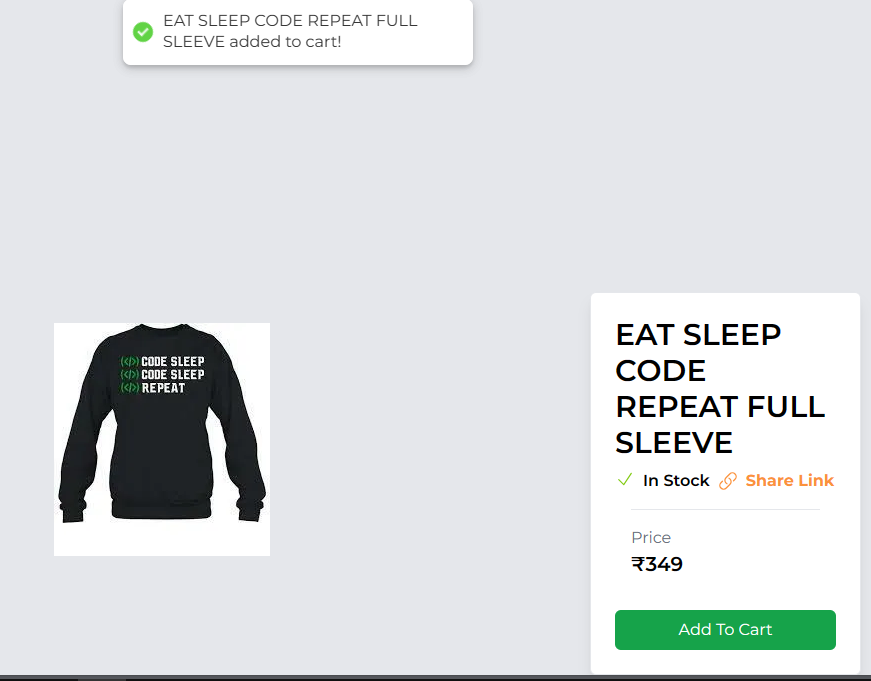 EAT SLEEP CODE REPEAT FULL
SLEEVE added to cart!
(</>) CODE SLEEP
(</>) CODE SLEEP
(</>) REPEAT
EAT SLEEP
CODE
REPEAT FULL
SLEEVE
In Stock Share Link
Price
₹349
Add To Cart